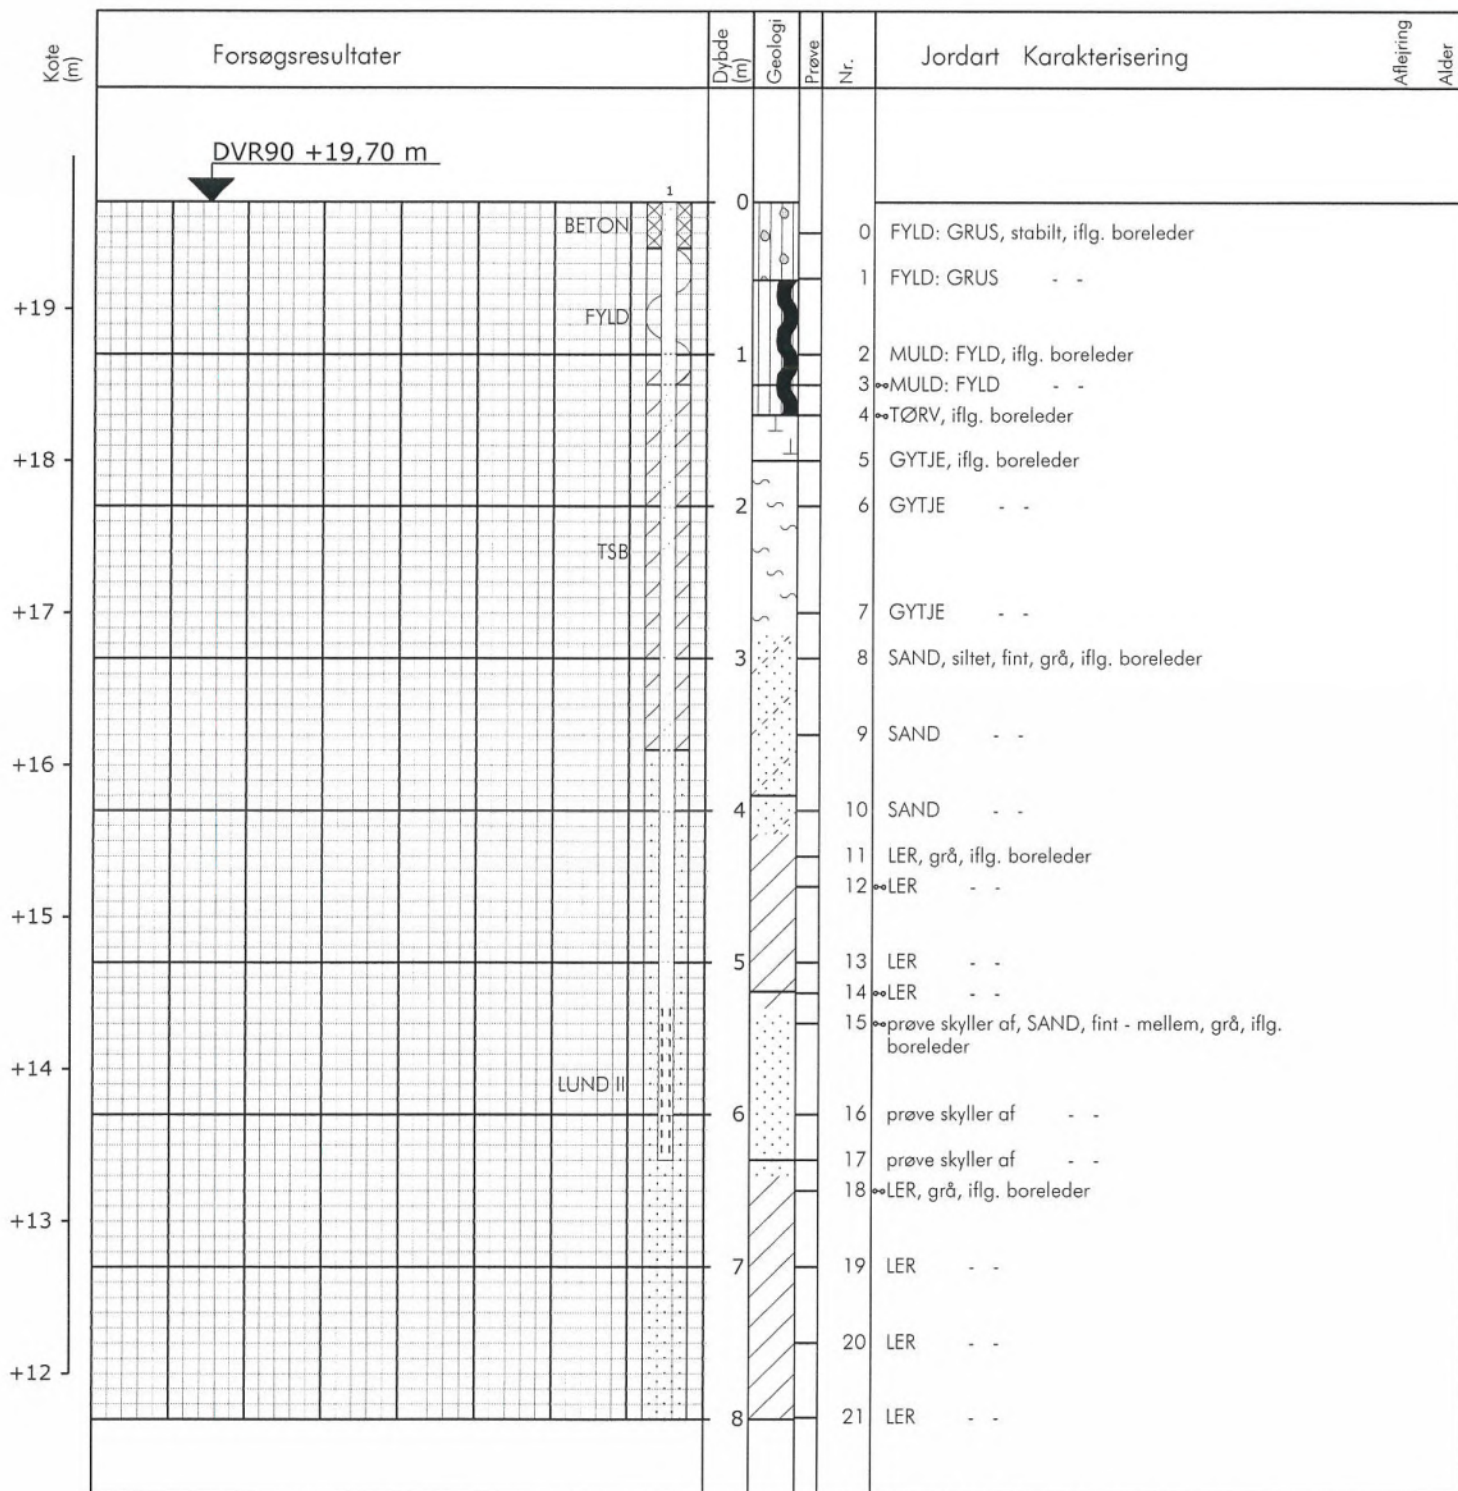 Kote
(m)
Forsøgsresultater
Dybde
(m)
Geologi
Prøve
Nr.
Jordart Karakterisering
Aflejring
Alder
DVR90 +19,70 m
1
0
BETON
0 FYLD: GRUS, stabilt, iflg. boreleder
1 FYLD: GRUS - -
+19
FYLD
1
2 MULD: FYLD, iflg. boreleder
3 MULD: FYLD - -
4 TØRV, iflg. boreleder
+18
5 GYTJE, iflg. boreleder
2
6 GYTJE - -
TSB
+17
7 GYTJE - -
3
8 SAND, siltet, fint, grå, iflg. boreleder
9 SAND - -
+16
4
10 SAND - -
11 LER, grå, iflg. boreleder
12 LER - -
+15
5
13 LER - -
14 LER - -
15 prøve skyller af, SAND, fint - mellem, grå, iflg.
boreleder
+14
LUND II
6
16 prøve skyller af - -
17 prøve skyller af - -
18 LER, grå, iflg. boreleder
+13
7
19 LER - -
20 LER - -
+12
8
21 LER - -